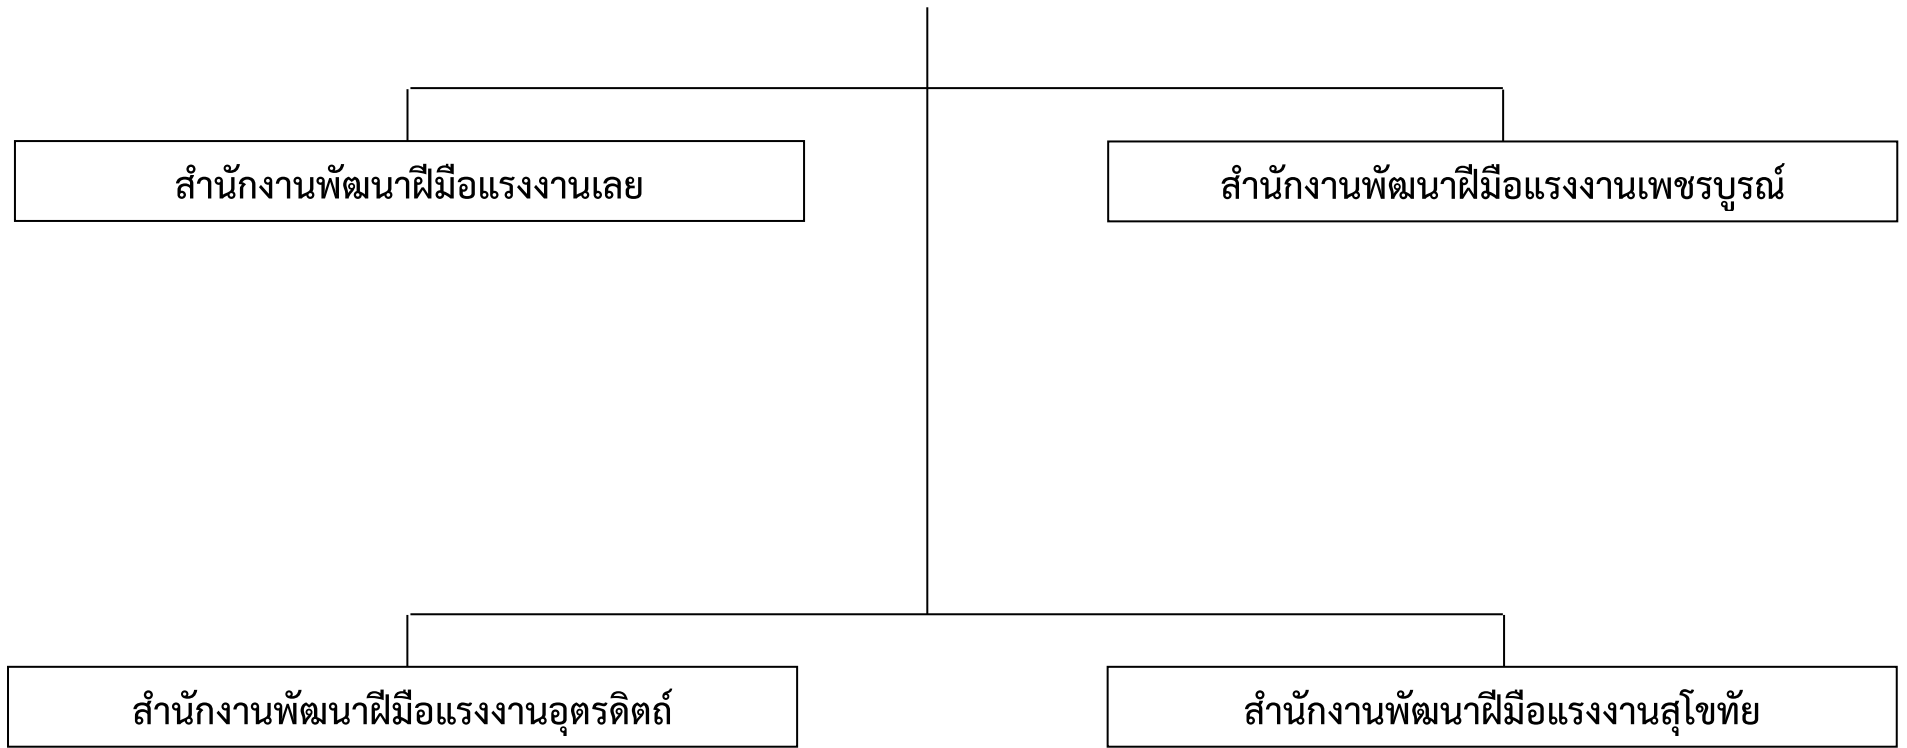 สำนักงานพัฒนาฝีมือแรงงานเลย
สำนักงานพัฒนาฝีมือแรงงานเพชรบูรณ์
สำนักงานพัฒนาฝีมือแรงงานอุตรดิตถ์
สำนักงานพัฒนาฝีมือแรงงานสุโขทัย